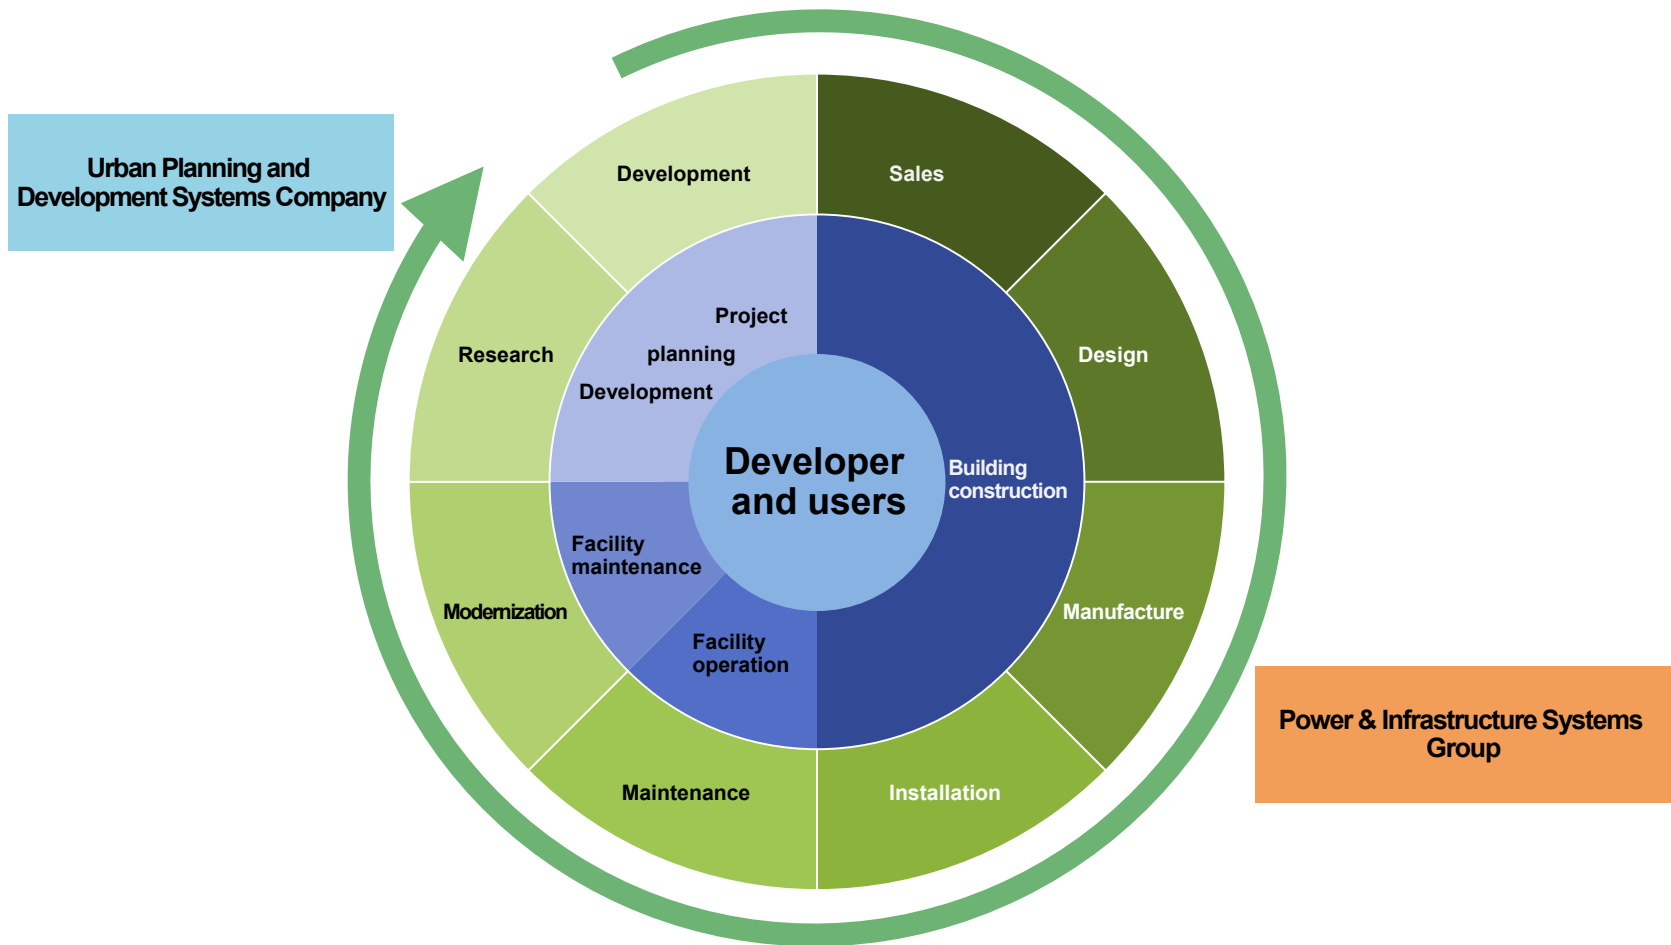 Urban Planning and
Development Systems Company
Development
Sales
Research
Project
planning
Development
Design
Developer
and users
Building
construction
Facility
maintenance
Modernization
Facility
operation
Manufacture
Maintenance
Installation
Power & Infrastructure Systems
Group